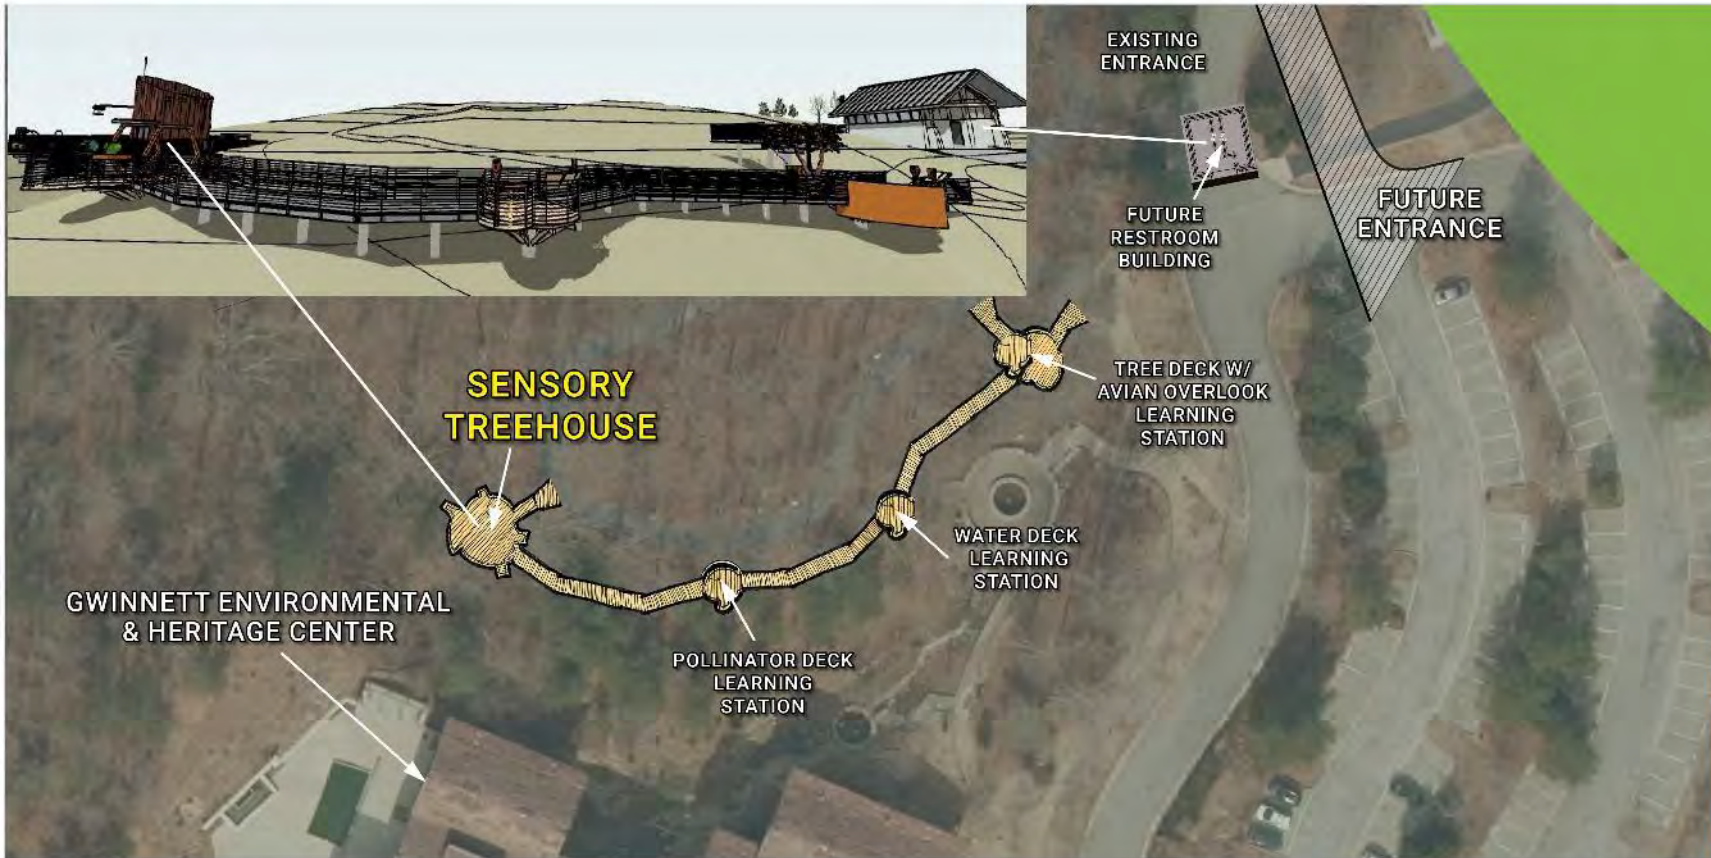 EXISTING
ENTRANCE
FUTURE
ENTRANCE
FUTURE
RESTROOM
BUILDING
SENSORY
TREEHOUSE
TREE DECK W/
AVIAN OVERLOOK
LEARNING
STATION
WATER DECK
LEARNING
STATION
GWINNETT ENVIRONMENTAL
& HERITAGE CENTER
POLLINATOR DECK
LEARNING
STATION